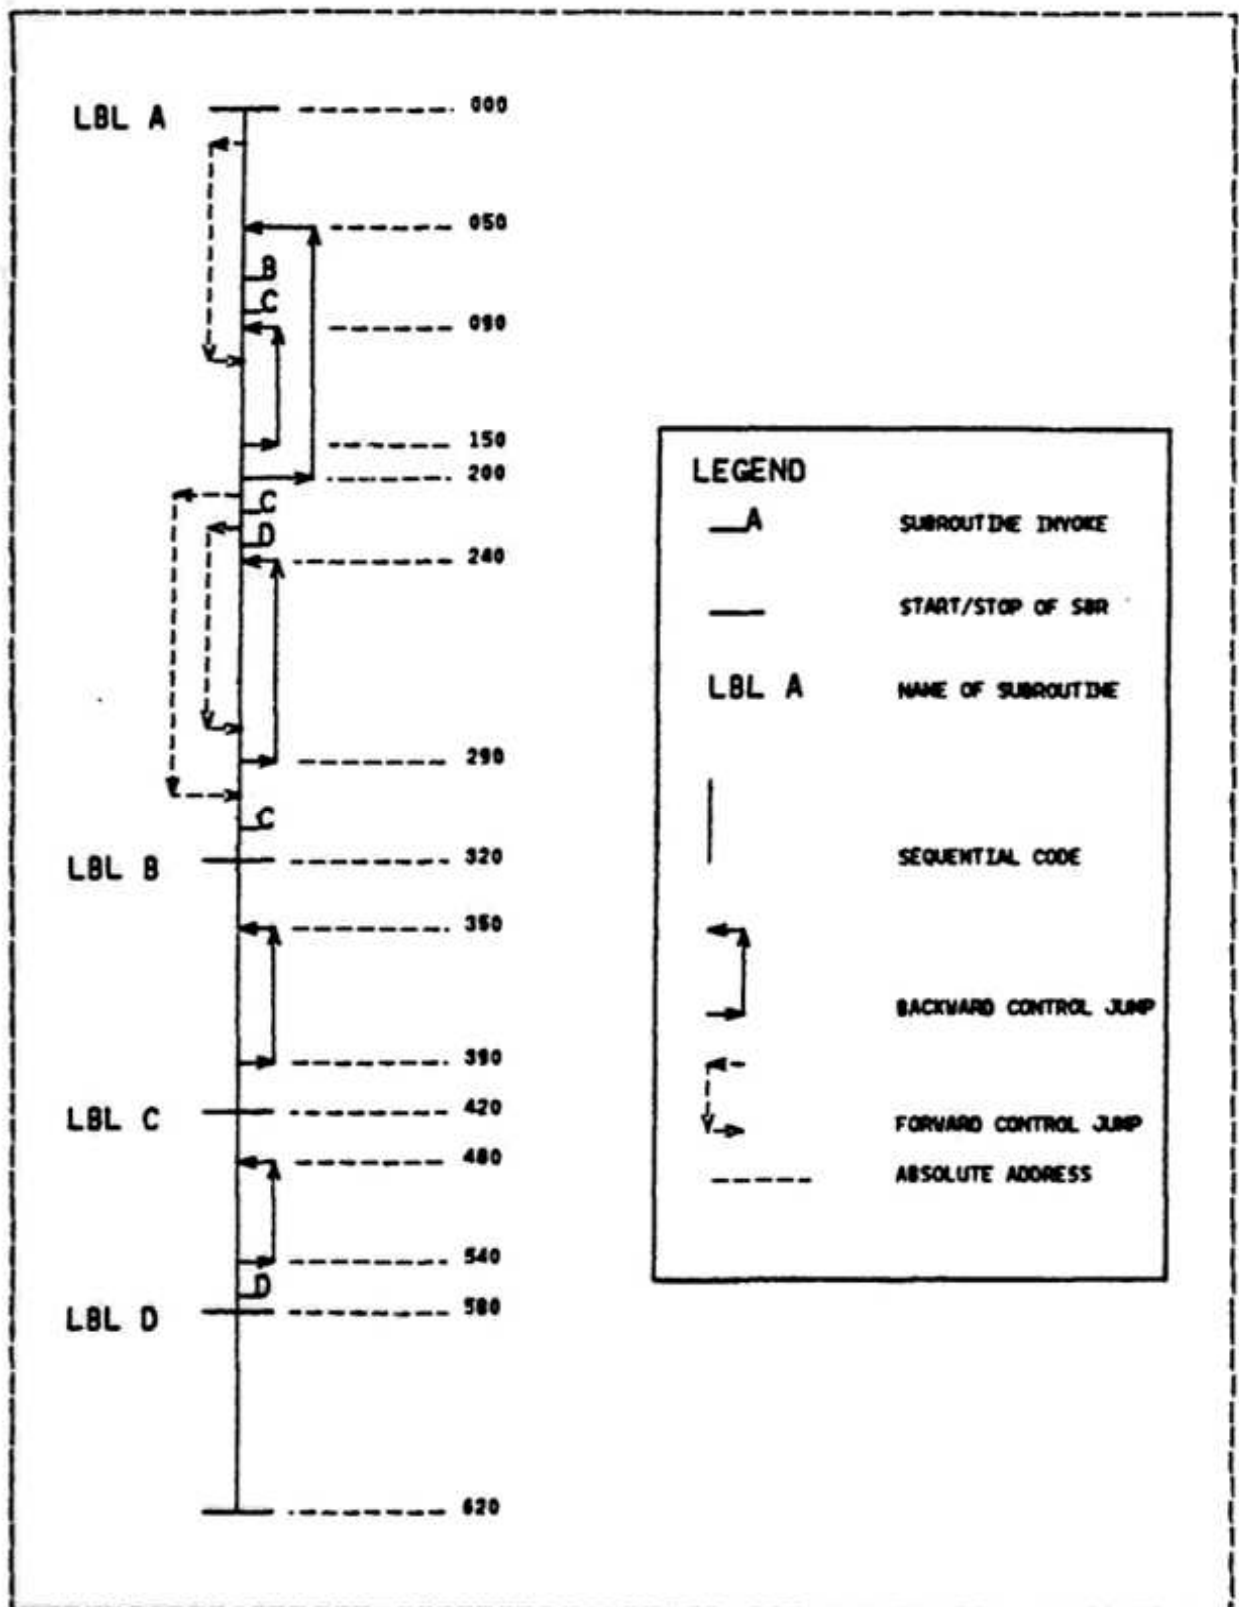 LBL A
000
050
B
C
090
150
200
C
D
240
290
C
LBL B
320
350
390
LBL C
420
480
540
D
LBL D
580
620
LEGEND
A SUBROUTINE INVOKE
START/STOP OF SBR
LBL A NAME OF SUBROUTINE
SEQUENTIAL CODE
BACKWARD CONTROL JUMP
FORWARD CONTROL JUMP
ABSOLUTE ADDRESS